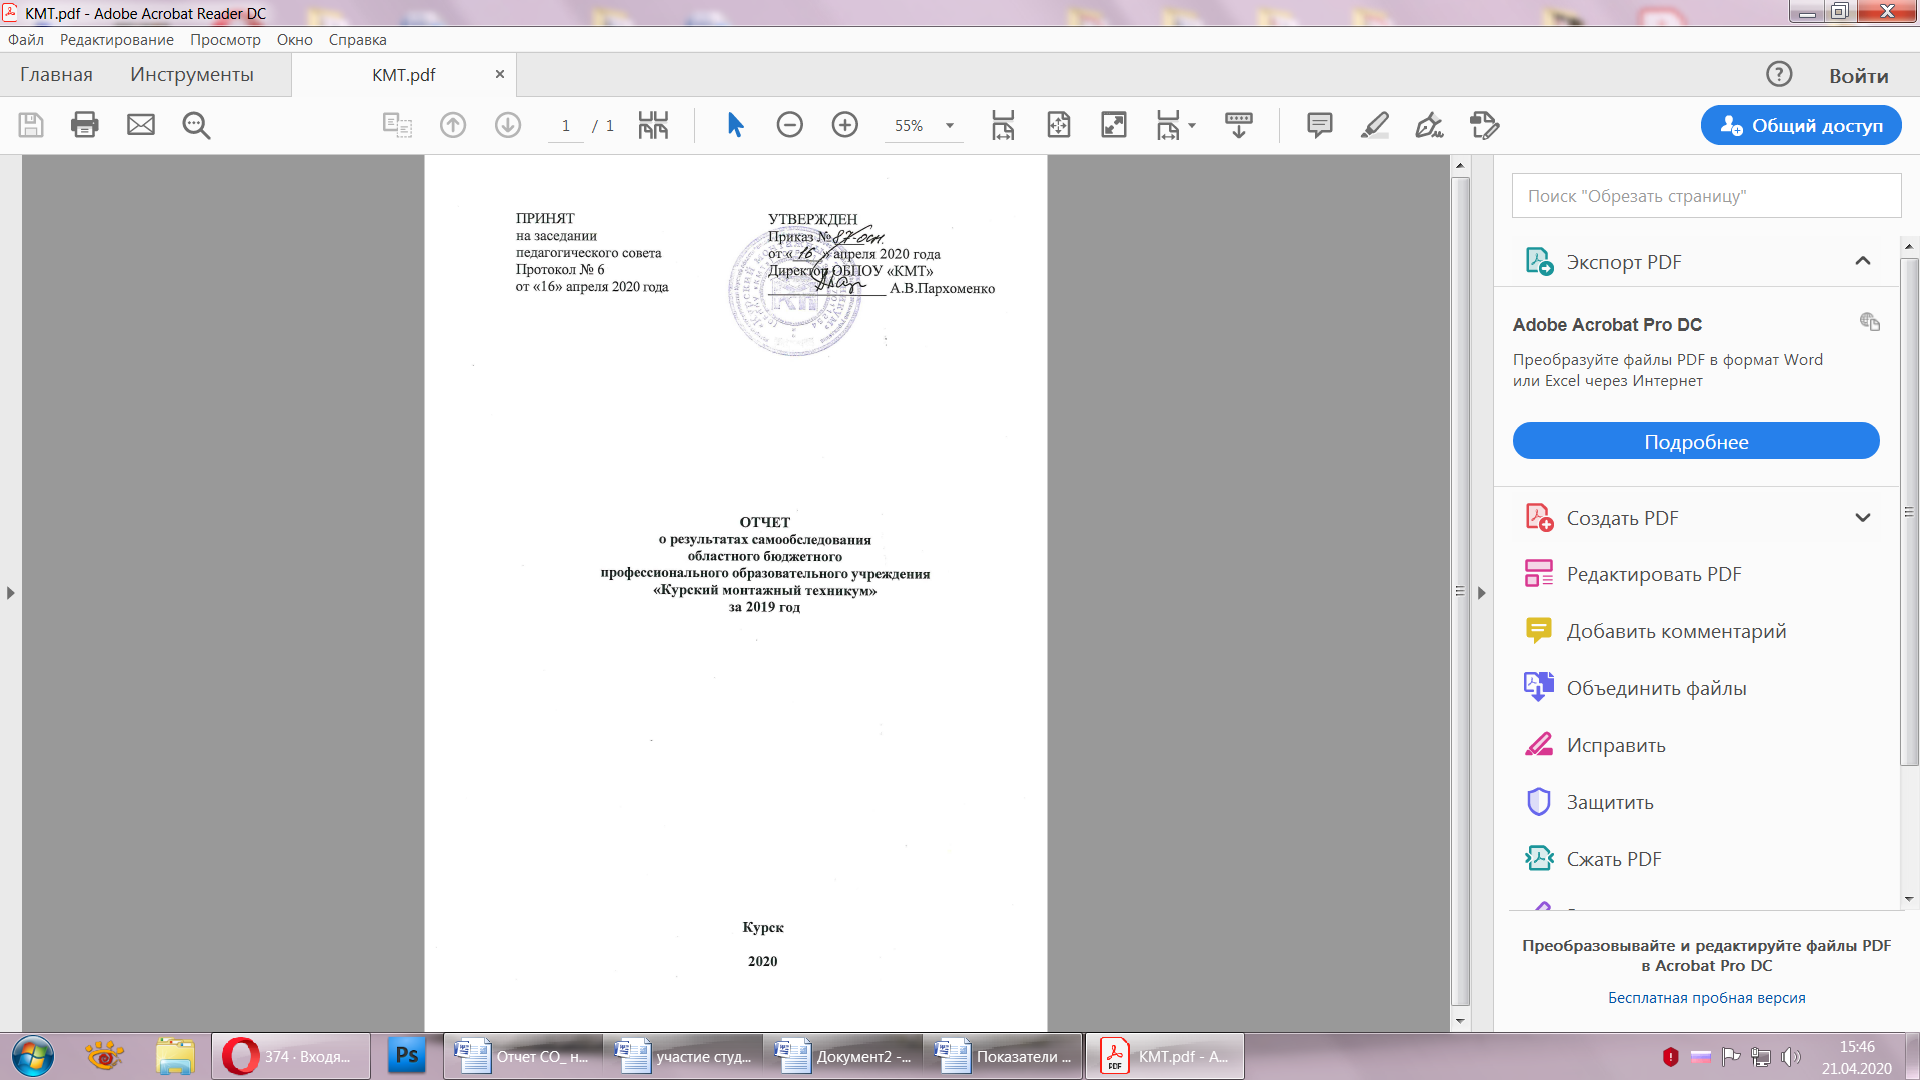 KMT.pdf - Adobe Acrobat Reader DC
Файл Редактирование Просмотр Окно Справка
Главная Инструменты KMT.pdf × Войти
1 / 1 55% Общий доступ
ПРИНЯТ
на заседании
педагогического совета
Протокол № 6
от «16» апреля 2020 года
УТВЕРЖДЕН
Приказ № 87-осн.
от « 16 » апреля 2020 года
Директор ОБПОУ «КМТ»
А.В.Пархоменко
ОТЧЕТ
о результатах самообследования
областного бюджетного
профессионального образовательного учреждения
«Курский монтажный техникум»
за 2019 год
Курск
2020
Поиск "Обрезать страницу"
Экспорт PDF
Adobe Acrobat Pro DC
Преобразуйте файлы PDF в формат Word
или Excel через Интернет
Подробнее
Создать PDF
Редактировать PDF
Добавить комментарий
Объединить файлы
Исправить
Защитить
Сжать PDF
Преобразовывайте и редактируйте файлы PDF
в Acrobat Pro DC
Бесплатная пробная версия
374 · Входя... Ps Отчет СО_ н... участие студ... Документ2 -... Показатели ... KMT.pdf - A...
15:46
21.04.2020